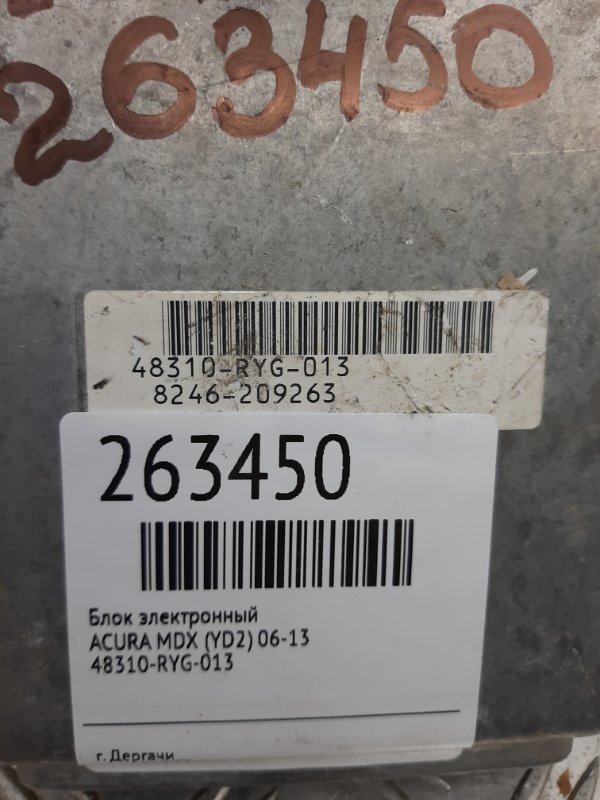 263450
48310-RYG-013
8246-209263
263450
Блок электронный
ACURA MDX (YD2) 06-13
48310-RYG-013
г. Дергачи